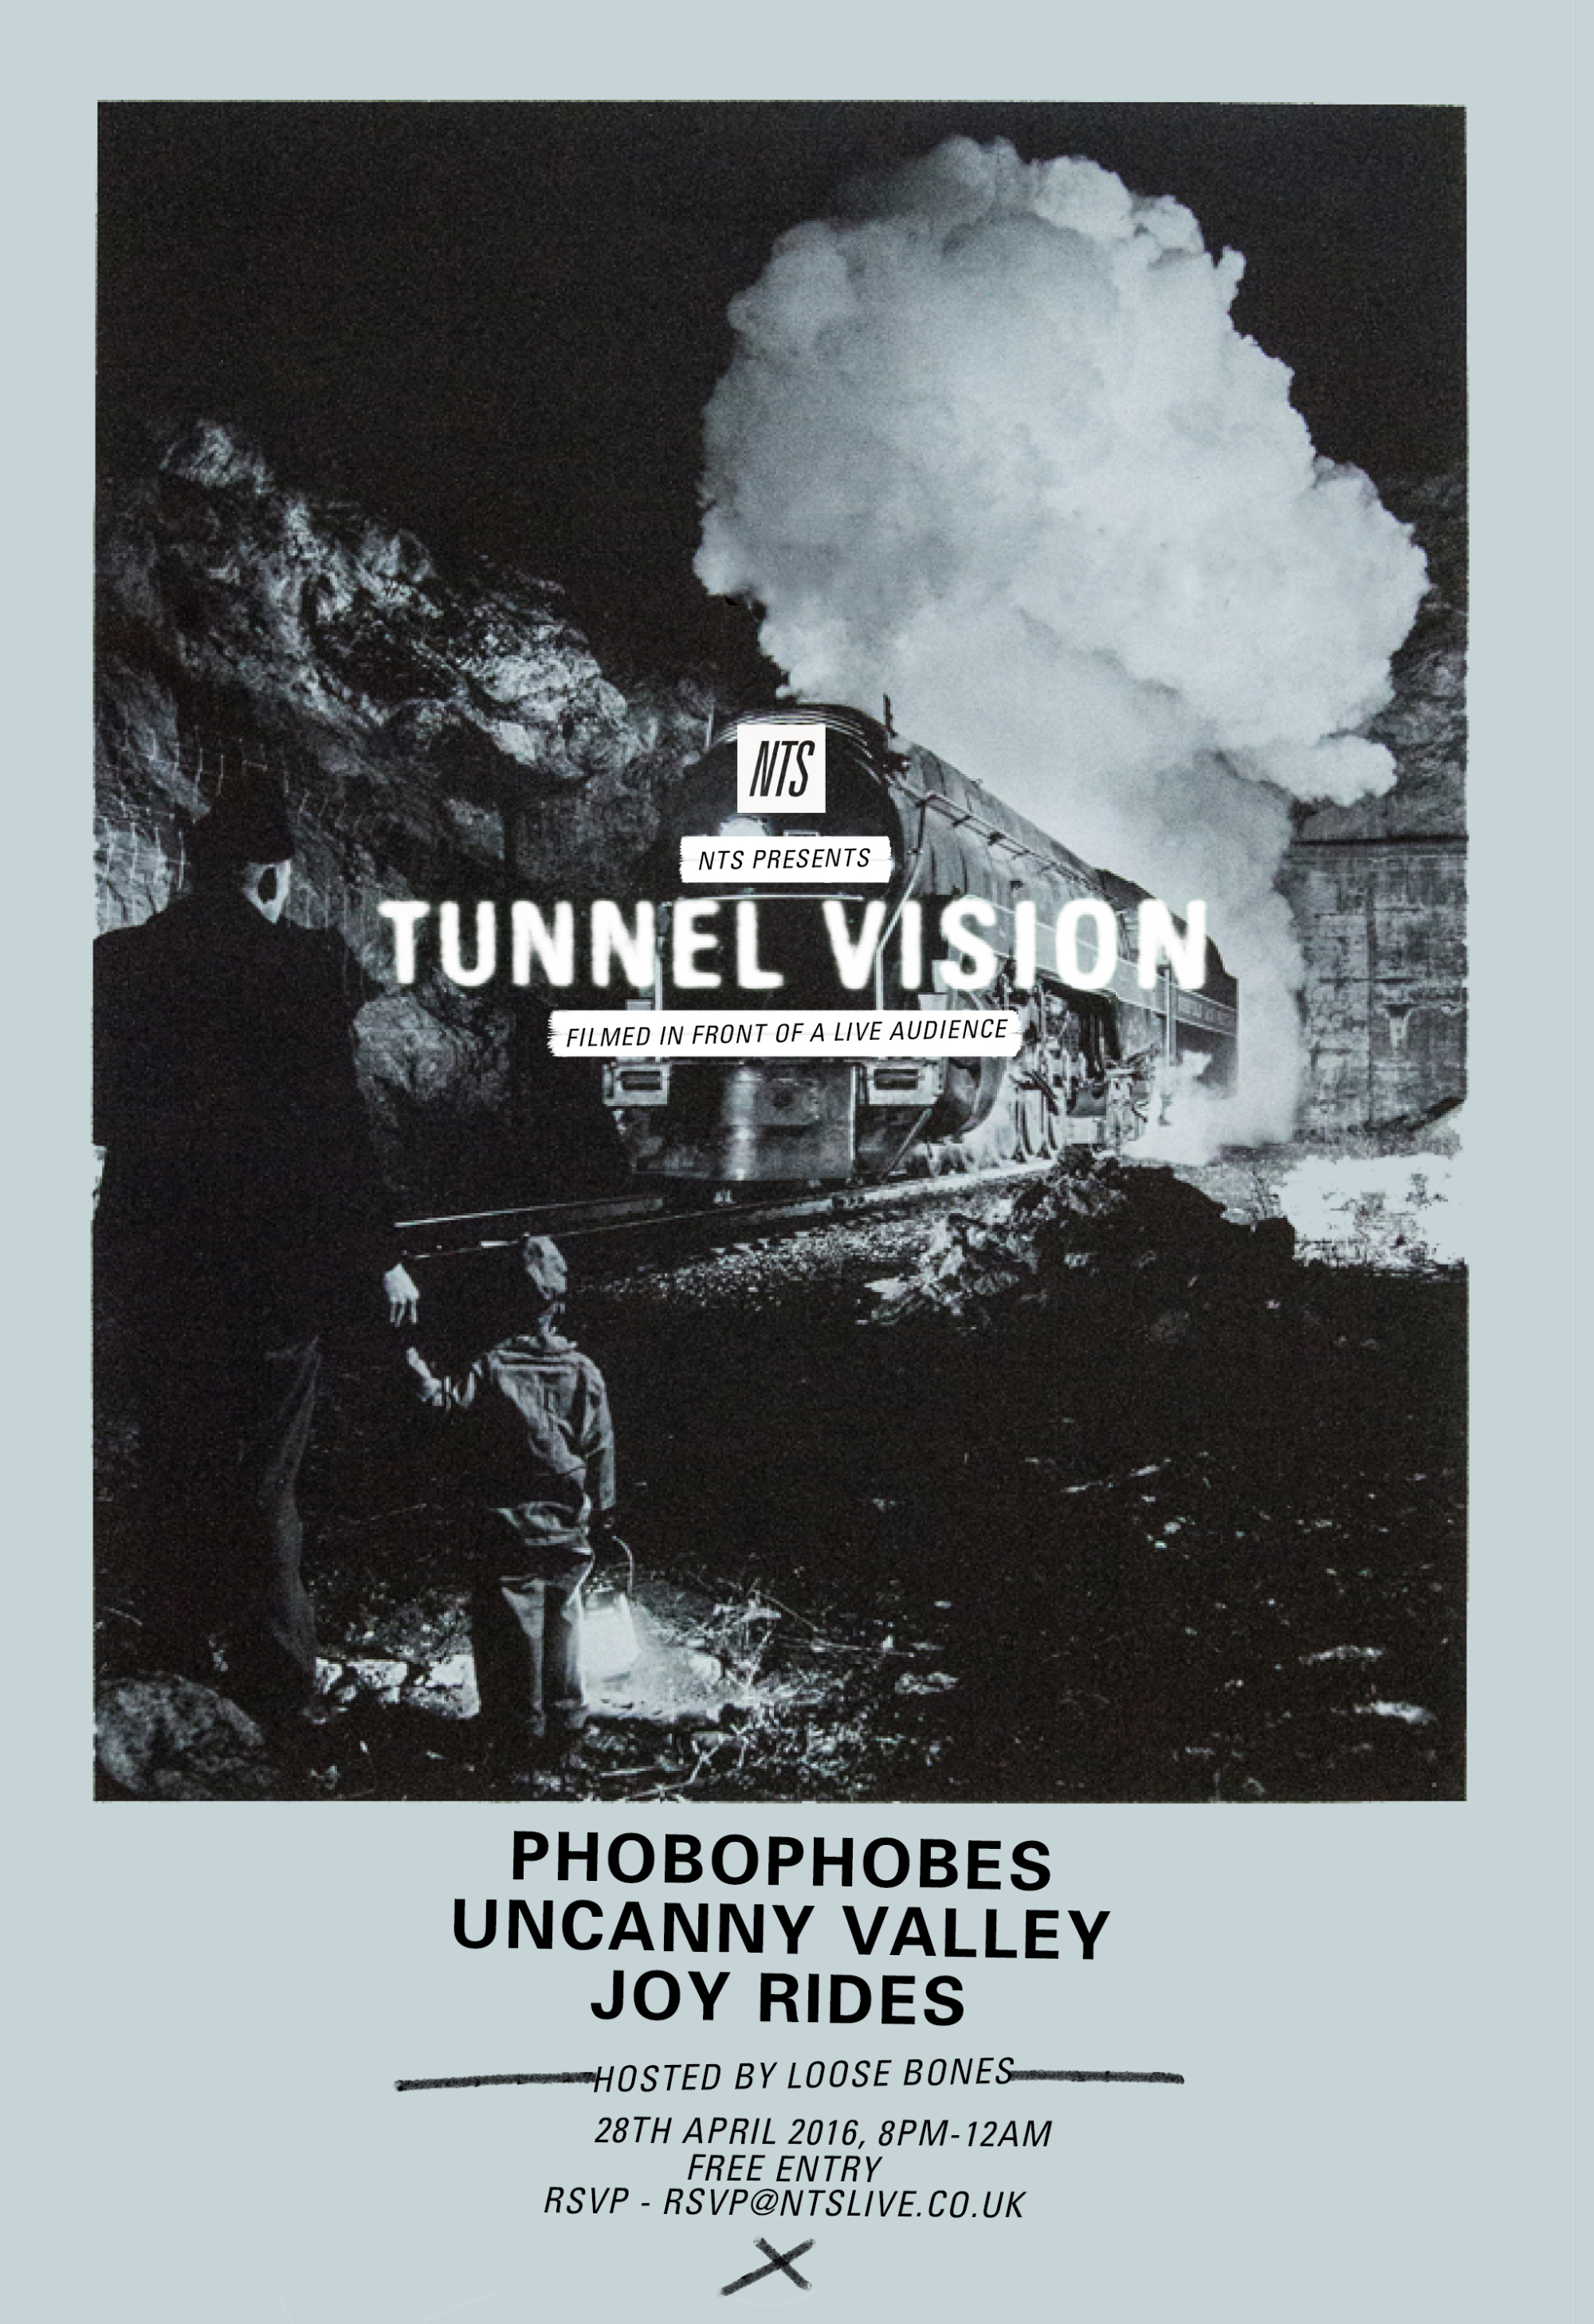 NTS
NTS PRESENTS
TUNNEL VISION
FILMED IN FRONT OF A LIVE AUDIENCE
PHOBOPHOBES
UNCANNY VALLEY
JOY RIDES
HOSTED BY LOOSE BONES
28TH APRIL 2016, 8PM-12AM
FREE ENTRY
RSVP - RSVP@NTSLIVE.CO.UK